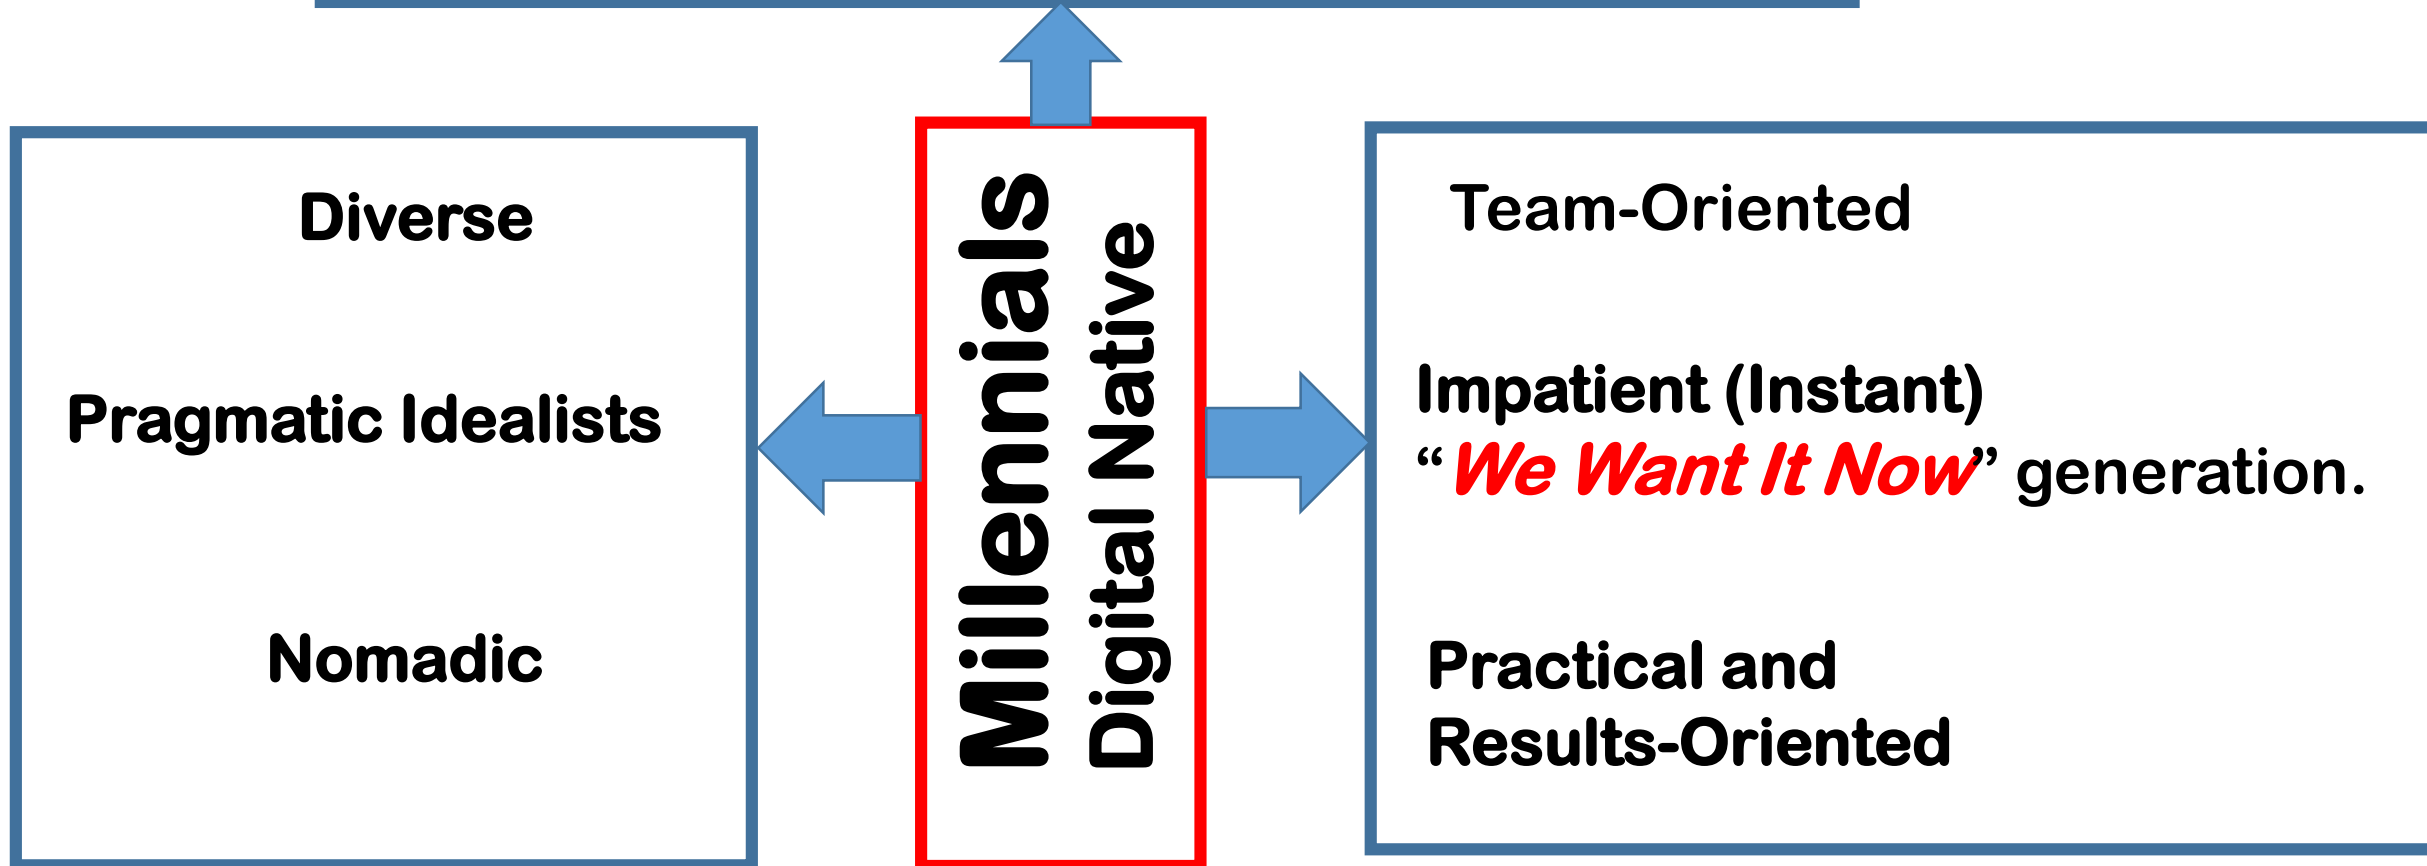 Diverse
Pragmatic Idealists
Nomadic
Millennials
Digital Native
Team-Oriented
Impatient (Instant)
“We Want It Now” generation.
Practical and
Results-Oriented